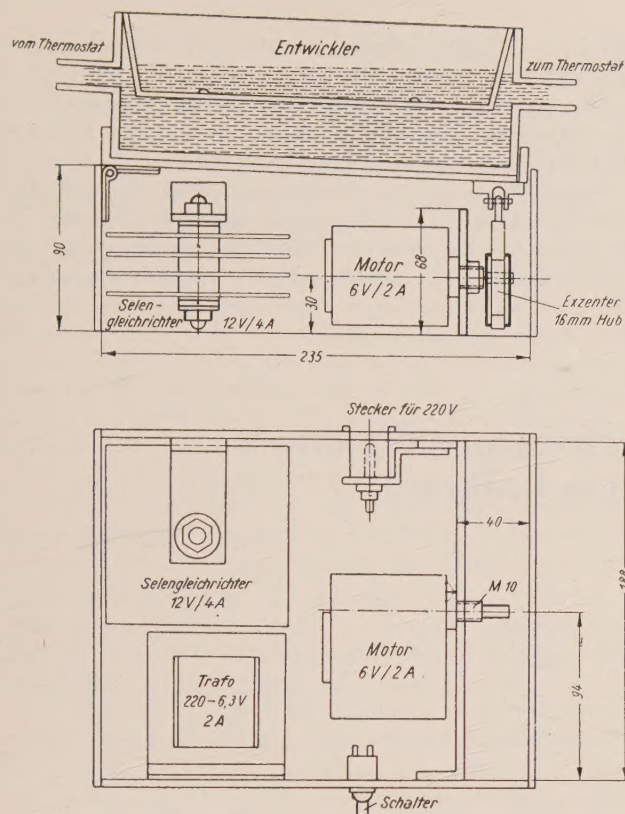 vom Thermostat
Entwickler
zum Thermostat
90
Selen-
gleichrichter 12V/4A
30
Motor
6V/2A
68
Exzenter
16mm Hub
235
Stecker für 220V
40
188
M 10
Selengleichrichter
12V/4A
Motor
6V/2A
94
Trafo
220–6,3V
2A
Schalter